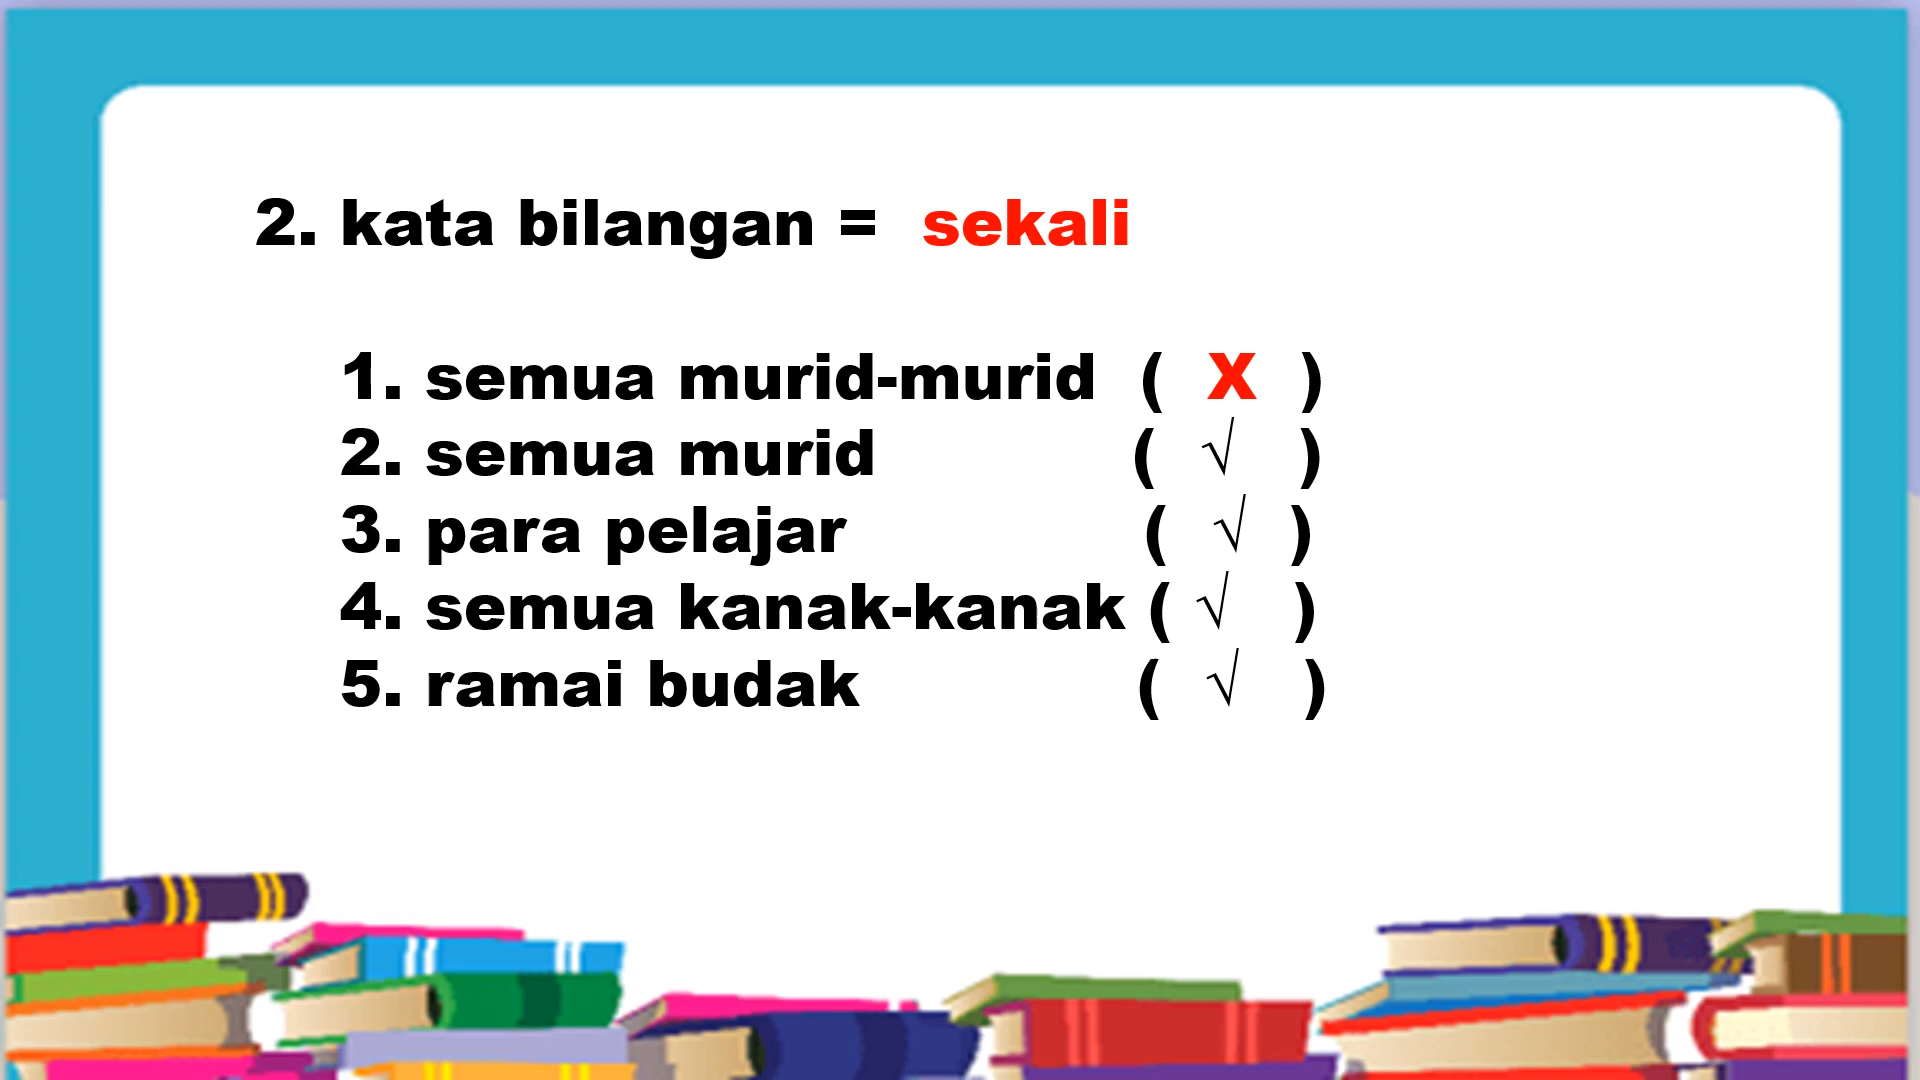 2. kata bilangan = sekali
1. semua murid-murid ( X )
2. semua murid ( √ )
3. para pelajar ( √ )
4. semua kanak-kanak ( √ )
5. ramai budak ( √ )